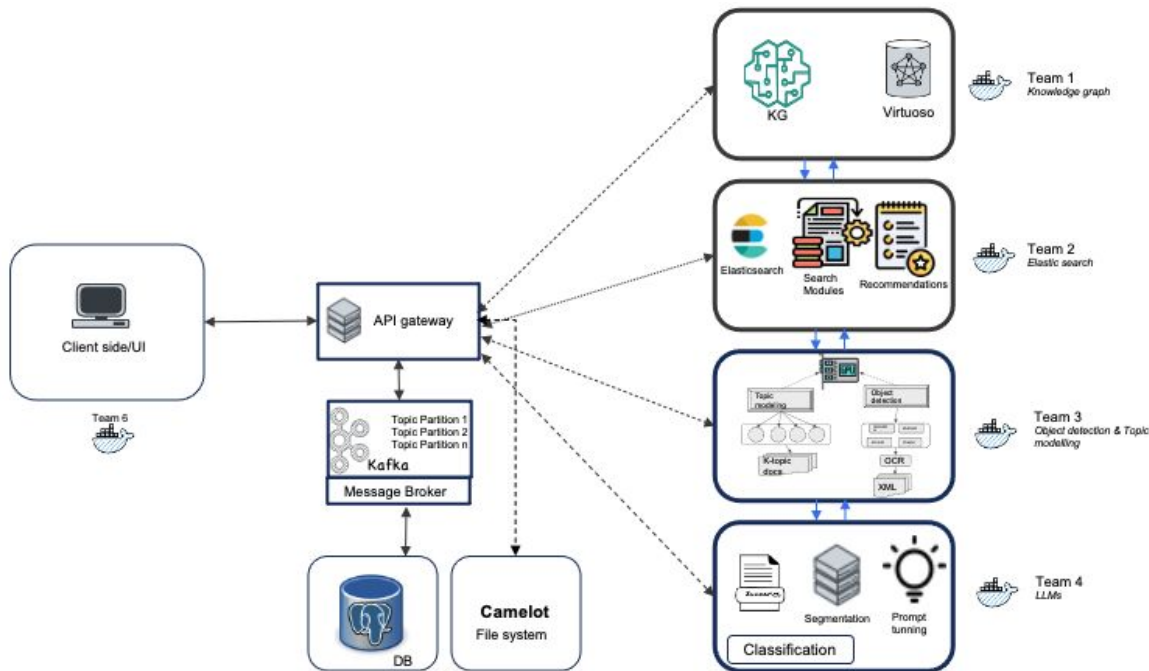 KG
Virtuoso
Team 1
Knowledge graph
Elasticsearch
Search
Modules
Recommendations
Team 2
Elastic search
Client side/UI
Team 6
API gateway
Topic Partition 1
Topic Partition 2
Topic Partition n
Kafka
Message Broker
DB
Camelot
File system
GPU
Topic
modeling
Object
detection
K-topic
docs
OCR
XML
Team 3
Object detection & Topic
modelling
Segmentation
Prompt
tunning
Classification
Team 4
LLMs